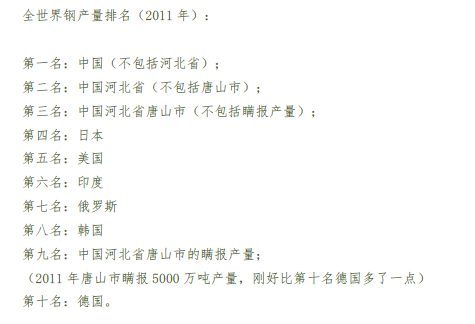 全世界钢产量排名（2011 年）：
第一名：中国（不包括河北省）；
第二名：中国河北省（不包括唐山市）；
第三名：中国河北省唐山市（不包括瞒报产量）；
第四名：日本
第五名：美国
第六名：印度
第七名：俄罗斯
第八名：韩国
第九名：中国河北省唐山市的瞒报产量；
（2011 年唐山市瞒报 5000 万吨产量，刚好比第十名德国多了一点）
第十名：德国。